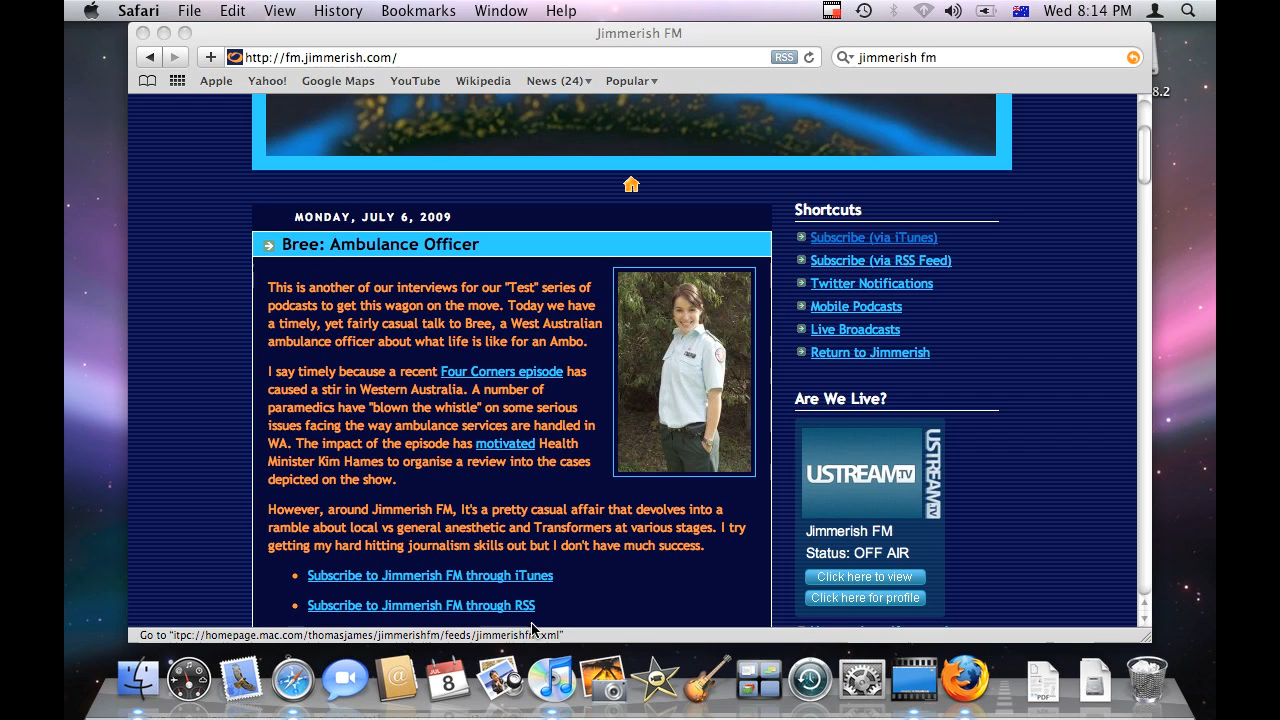 Safari File Edit View History Bookmarks Window Help Wed 8:14 PM
Jimmerish FM
http://fm.jimmerish.com/ RSS jimmerish fm
Apple Yahoo! Google Maps YouTube Wikipedia News (24) Popular
8.2
MONDAY, JULY 6, 2009
Bree: Ambulance Officer
This is another of our interviews for our "Test" series of
podcasts to get this wagon on the move. Today we have
a timely, yet fairly casual talk to Bree, a West Australian
ambulance officer about what life is like for an Ambo.
I say timely because a recent Four Corners episode has
caused a stir in Western Australia. A number of
paramedics have "blown the whistle" on some serious
issues facing the way ambulance services are handled in
WA. The impact of the episode has motivated Health
Minister Kim Hames to organise a review into the cases
depicted on the show.
However, around Jimmerish FM, It's a pretty casual affair that devolves into a
ramble about local vs general anesthetic and Transformers at various stages. I try
getting my hard hitting journalism skills out but I don't have much success.
• Subscribe to Jimmerish FM through iTunes
• Subscribe to Jimmerish FM through RSS
Shortcuts
Subscribe (via iTunes)
Subscribe (via RSS Feed)
Twitter Notifications
Mobile Podcasts
Live Broadcasts
Return to Jimmerish
Are We Live?
USTREAM.TV
USTREAM.TV
Jimmerish FM
Status: OFF AIR
Click here to view
Click here for profile
Go to "itpc://homepage.mac.com/thomasjames/jimmerishfm/feeds/jimmerishfm.xml"
JUL
8
PDF